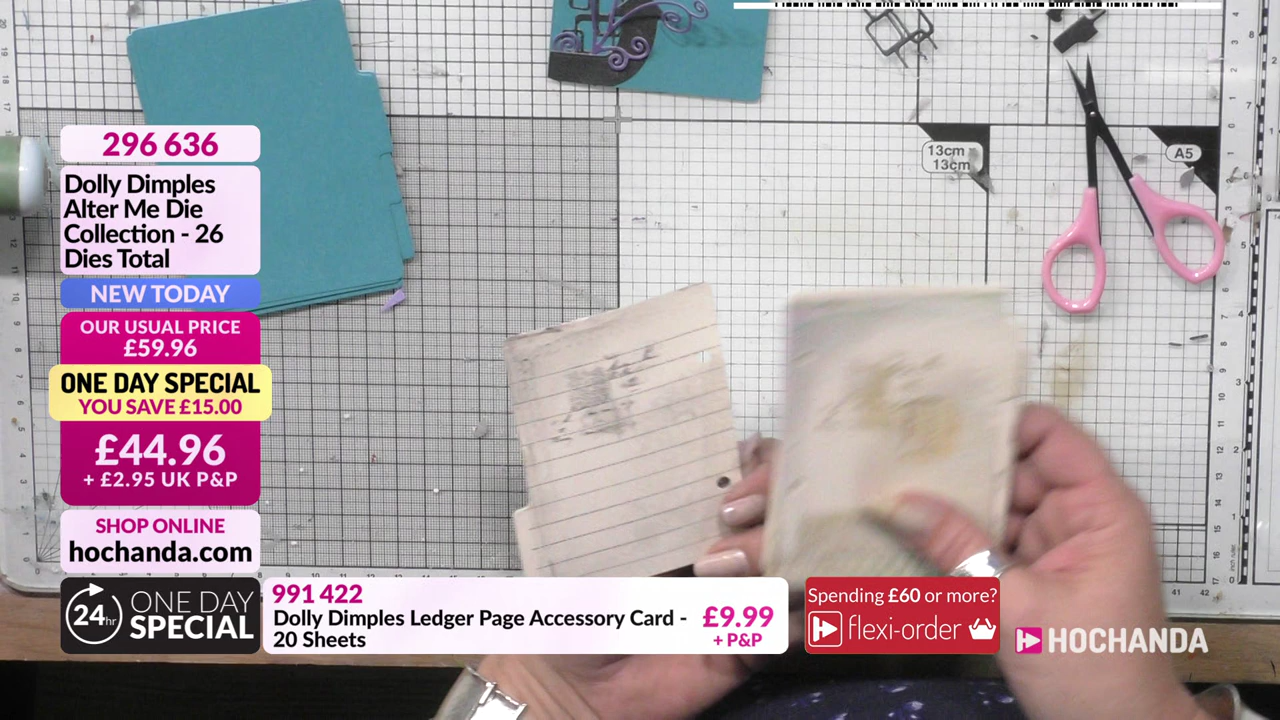 296 636
Dolly Dimples
Alter Me Die
Collection - 26
Dies Total
NEW TODAY
OUR USUAL PRICE
£59.96
ONE DAY SPECIAL
YOU SAVE £15.00
£44.96
+ £2.95 UK P&P
SHOP ONLINE
hochanda.com
24hr
ONE DAY
SPECIAL
991 422
Dolly Dimples Ledger Page Accessory Card -
20 Sheets
£9.99
+ P&P
Spending £60 or more?
flexi-order
HOCHANDA
13cm x
13cm
A5